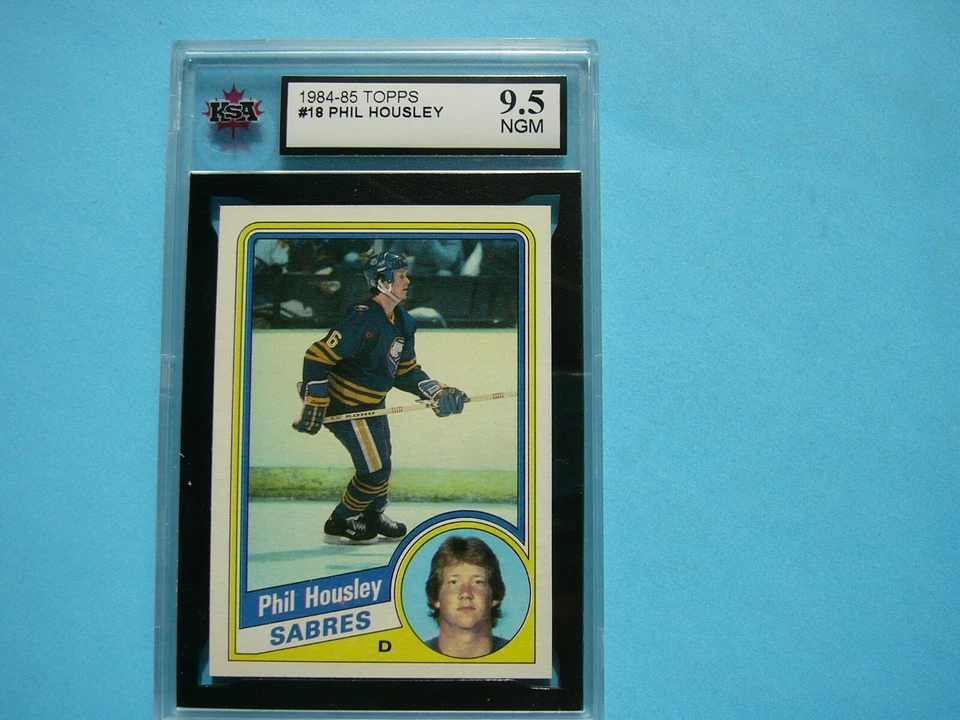 KSA
1984-85 TOPPS
#18 PHIL HOUSLEY
9.5
NGM
6
KOHO
Phil Housley
SABRES
D